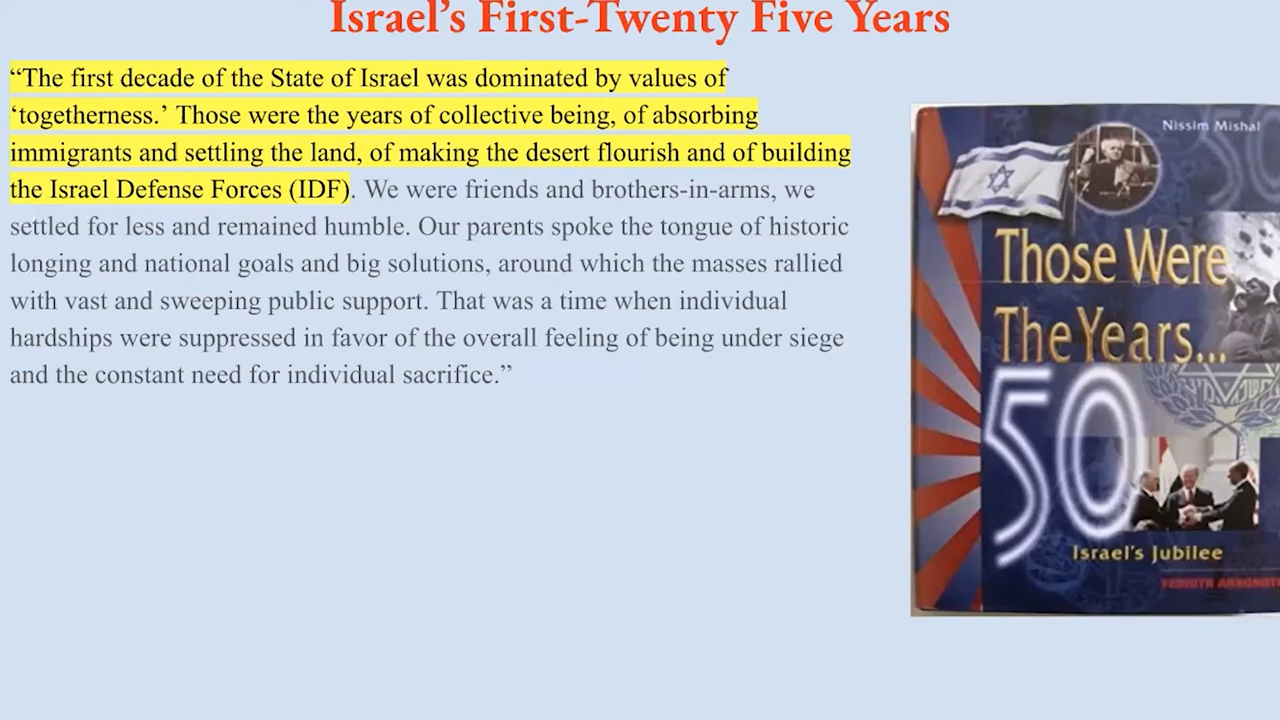 Israel’s First-Twenty Five Years
“The first decade of the State of Israel was dominated by values of
‘togetherness.’ Those were the years of collective being, of absorbing
immigrants and settling the land, of making the desert flourish and of building
the Israel Defense Forces (IDF). We were friends and brothers-in-arms, we
settled for less and remained humble. Our parents spoke the tongue of historic
longing and national goals and big solutions, around which the masses rallied
with vast and sweeping public support. That was a time when individual
hardships were suppressed in favor of the overall feeling of being under siege
and the constant need for individual sacrifice.”
Nissim Mishal
Those Were
The Years...
50
Israel's Jubilee